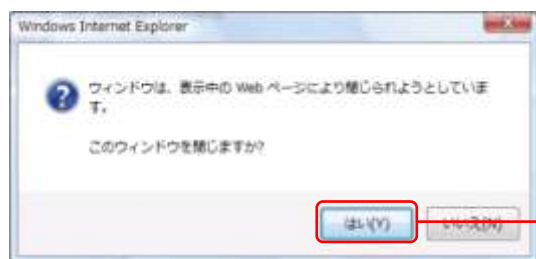 Windows Internet Explorer
ウィンドウは、表示中の Web ページにより閉じられようとしていま
す。
このウィンドウを閉じますか?
はい(Y)
いいえ(N)